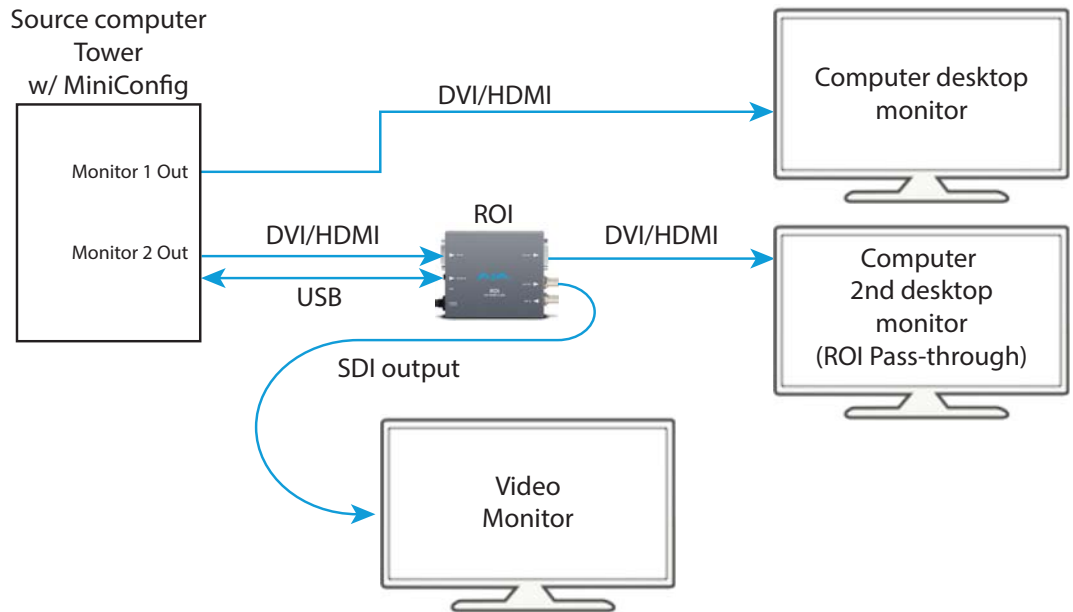 Source computer
Tower
w/ MiniConfig
Monitor 1 Out
Monitor 2 Out
DVI/HDMI
Computer desktop
monitor
DVI/HDMI
USB
ROI
DVI/HDMI
Computer
2nd desktop
monitor
(ROI Pass-through)
SDI output
Video
Monitor